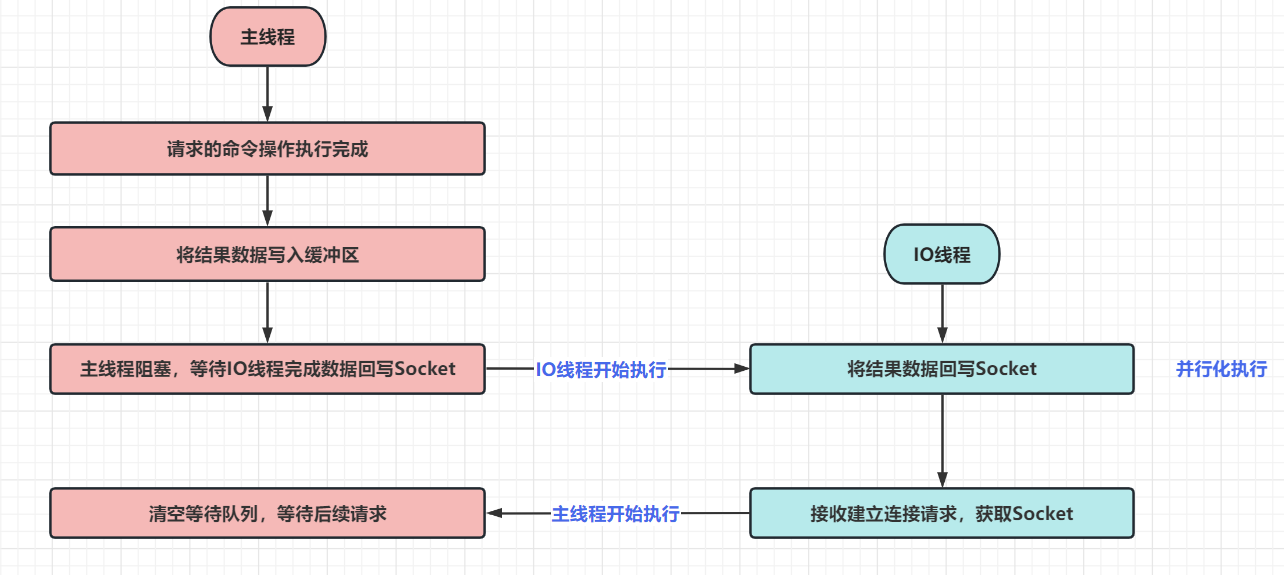 主线程
请求的命令操作执行完成
将结果数据写入缓冲区
IO线程
主线程阻塞，等待IO线程完成数据回写Socket
IO线程开始执行
将结果数据回写Socket
并行化执行
清空等待队列，等待后续请求
主线程开始执行
接收建立连接请求，获取Socket